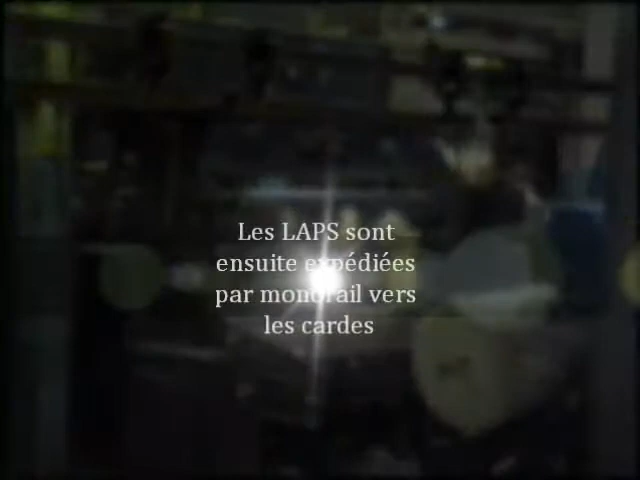 Les LAPS sont
ensuite expédiées
par monorail vers
les cardes